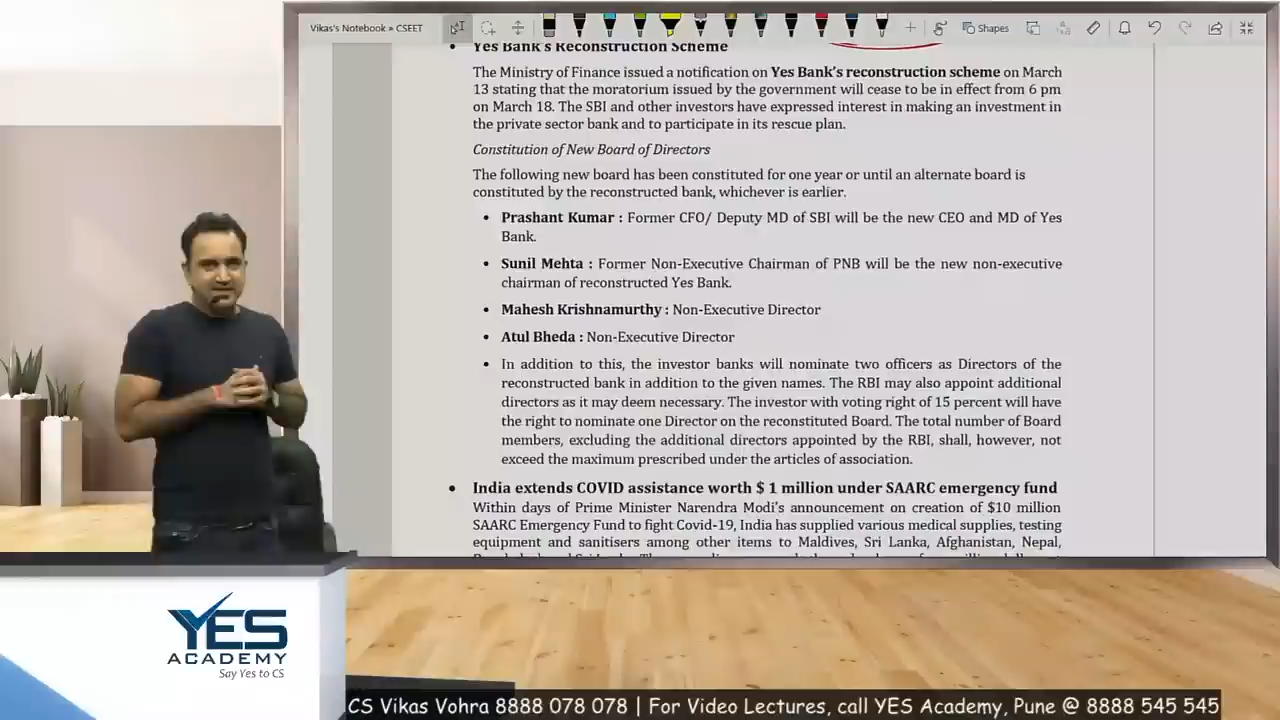 Vikas's Notebook » CSEET
Shapes
Yes Bank's Reconstruction Scheme
The Ministry of Finance issued a notification on Yes Bank's reconstruction scheme on March
13 stating that the moratorium issued by the government will cease to be in effect from 6 pm
on March 18. The SBI and other investors have expressed interest in making an investment in
the private sector bank and to participate in its rescue plan.
Constitution of New Board of Directors
The following new board has been constituted for one year or until an alternate board is
constituted by the reconstructed bank, whichever is earlier.
• Prashant Kumar : Former CFO/ Deputy MD of SBI will be the new CEO and MD of Yes
Bank.
• Sunil Mehta : Former Non-Executive Chairman of PNB will be the new non-executive
chairman of reconstructed Yes Bank.
• Mahesh Krishnamurthy : Non-Executive Director
• Atul Bheda : Non-Executive Director
• In addition to this, the investor banks will nominate two officers as Directors of the
reconstructed bank in addition to the given names. The RBI may also appoint additional
directors as it may deem necessary. The investor with voting right of 15 percent will have
the right to nominate one Director on the reconstituted Board. The total number of Board
members, excluding the additional directors appointed by the RBI, shall, however, not
exceed the maximum prescribed under the articles of association.
• India extends COVID assistance worth $ 1 million under SAARC emergency fund
Within days of Prime Minister Narendra Modi's announcement on creation of $10 million
SAARC Emergency Fund to fight Covid-19, India has supplied various medical supplies, testing
equipment and sanitisers among other items to Maldives, Sri Lanka, Afghanistan, Nepal,
YES
ACADEMY
Say Yes to CS
CS Vikas Vohra 8888 078 078 | For Video Lectures, call YES Academy, Pune @ 8888 545 545